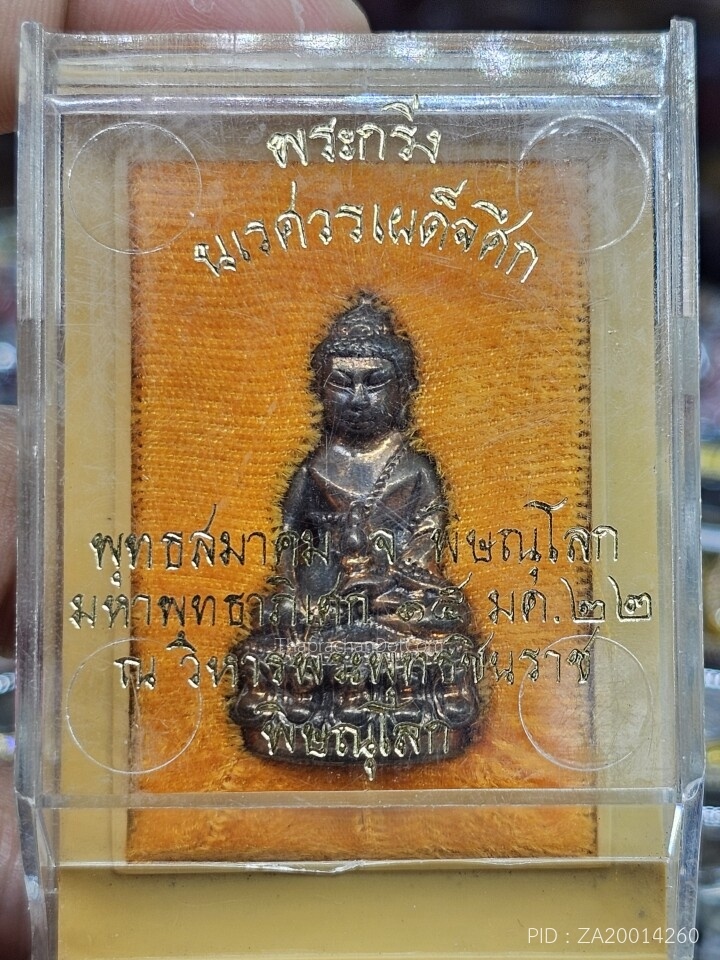 พระกริ่ง
นเรศวรเผด็จศึก
พุทธสมาคม จ พิษณุโลก
มหาพุทธาภิเศก ๑๕ มค.๒๒
ณ วิหารพระพุทธชินราช
พิษณุโลก
PID : ZA20014260